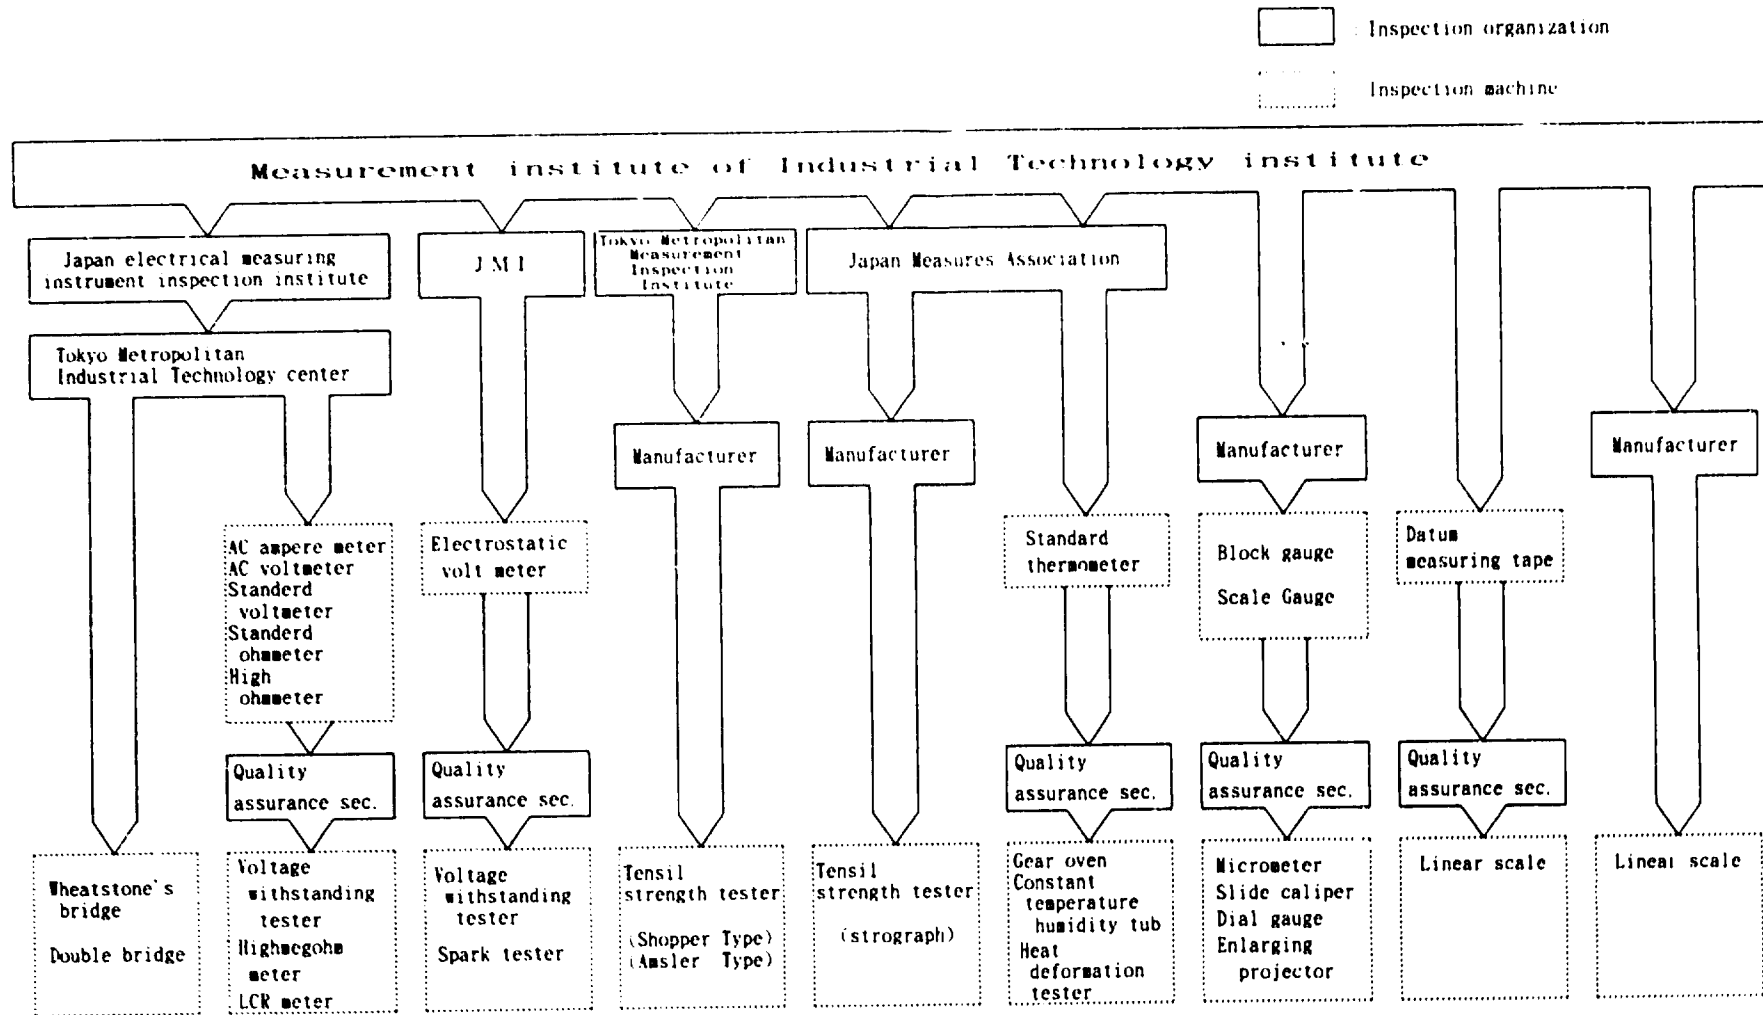 : Inspection organization
Inspection machine
Measurement institute of Industrial Technology institute
Japan electrical measuring
instrument inspection institute
J M I
Tokyo Metropolitan
Measurement
Inspection
Institute
Japan Measures Association
Tokyo Metropolitan
Industrial Technology center
Manufacturer
Manufacturer
Manufacturer
Manufacturer
AC ampere meter
AC voltmeter
Standerd
voltmeter
Standerd
ohmmeter
High
ohmmeter
Electrostatic
volt meter
Standard
thermometer
Block gauge
Scale Gauge
Datum
measuring tape
Quality
assurance sec.
Quality
assurance sec.
Quality
assurance sec.
Quality
assurance sec.
Quality
assurance sec.
Wheatstone's
bridge
Double bridge
Voltage
withstanding
tester
Highmegohm
meter
LCR meter
Voltage
withstanding
tester
Spark tester
Tensil
strength tester
(Shopper Type)
(Amsler Type)
Tensil
strength tester
(strograph)
Gear oven
Constant
temperature
humidity tub
Heat
deformation
tester
Micrometer
Slide caliper
Dial gauge
Enlarging
projector
Linear scale
Linear scale